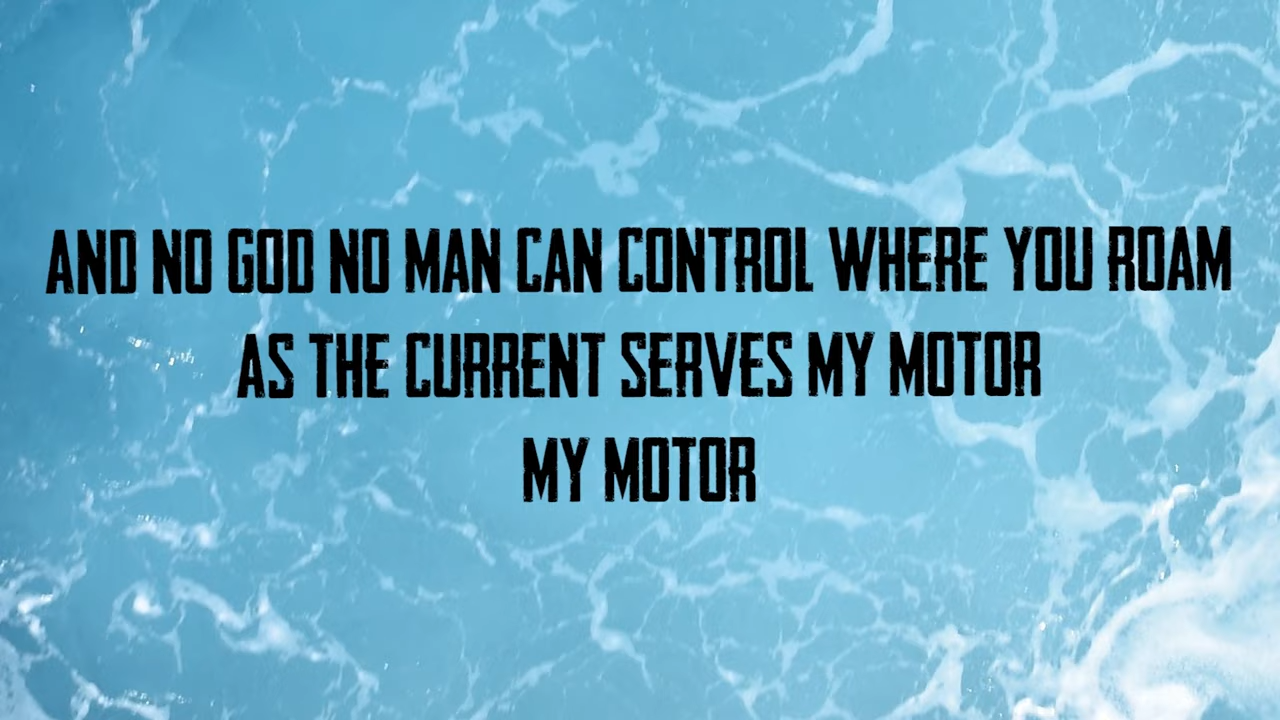 AND NO GOD NO MAN CAN CONTROL WHERE YOU ROAM
AS THE CURRENT SERVES MY MOTOR
MY MOTOR